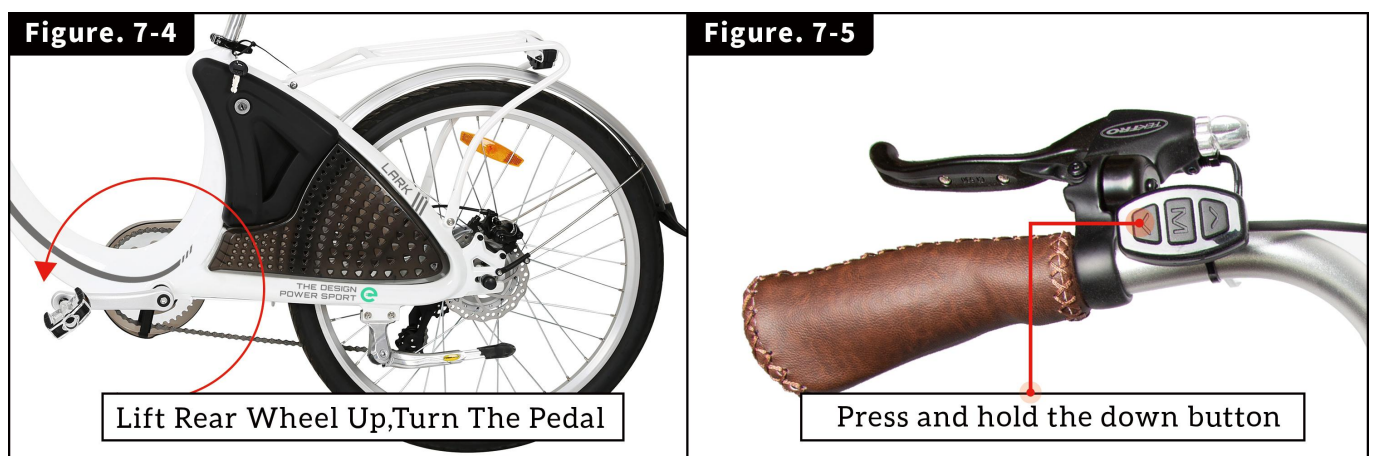 Figure. 7-4
LARK
THE DESIGN
POWER SPORT e
Lift Rear Wheel Up,Turn The Pedal
Figure. 7-5
TEKTRO
M
Press and hold the down button